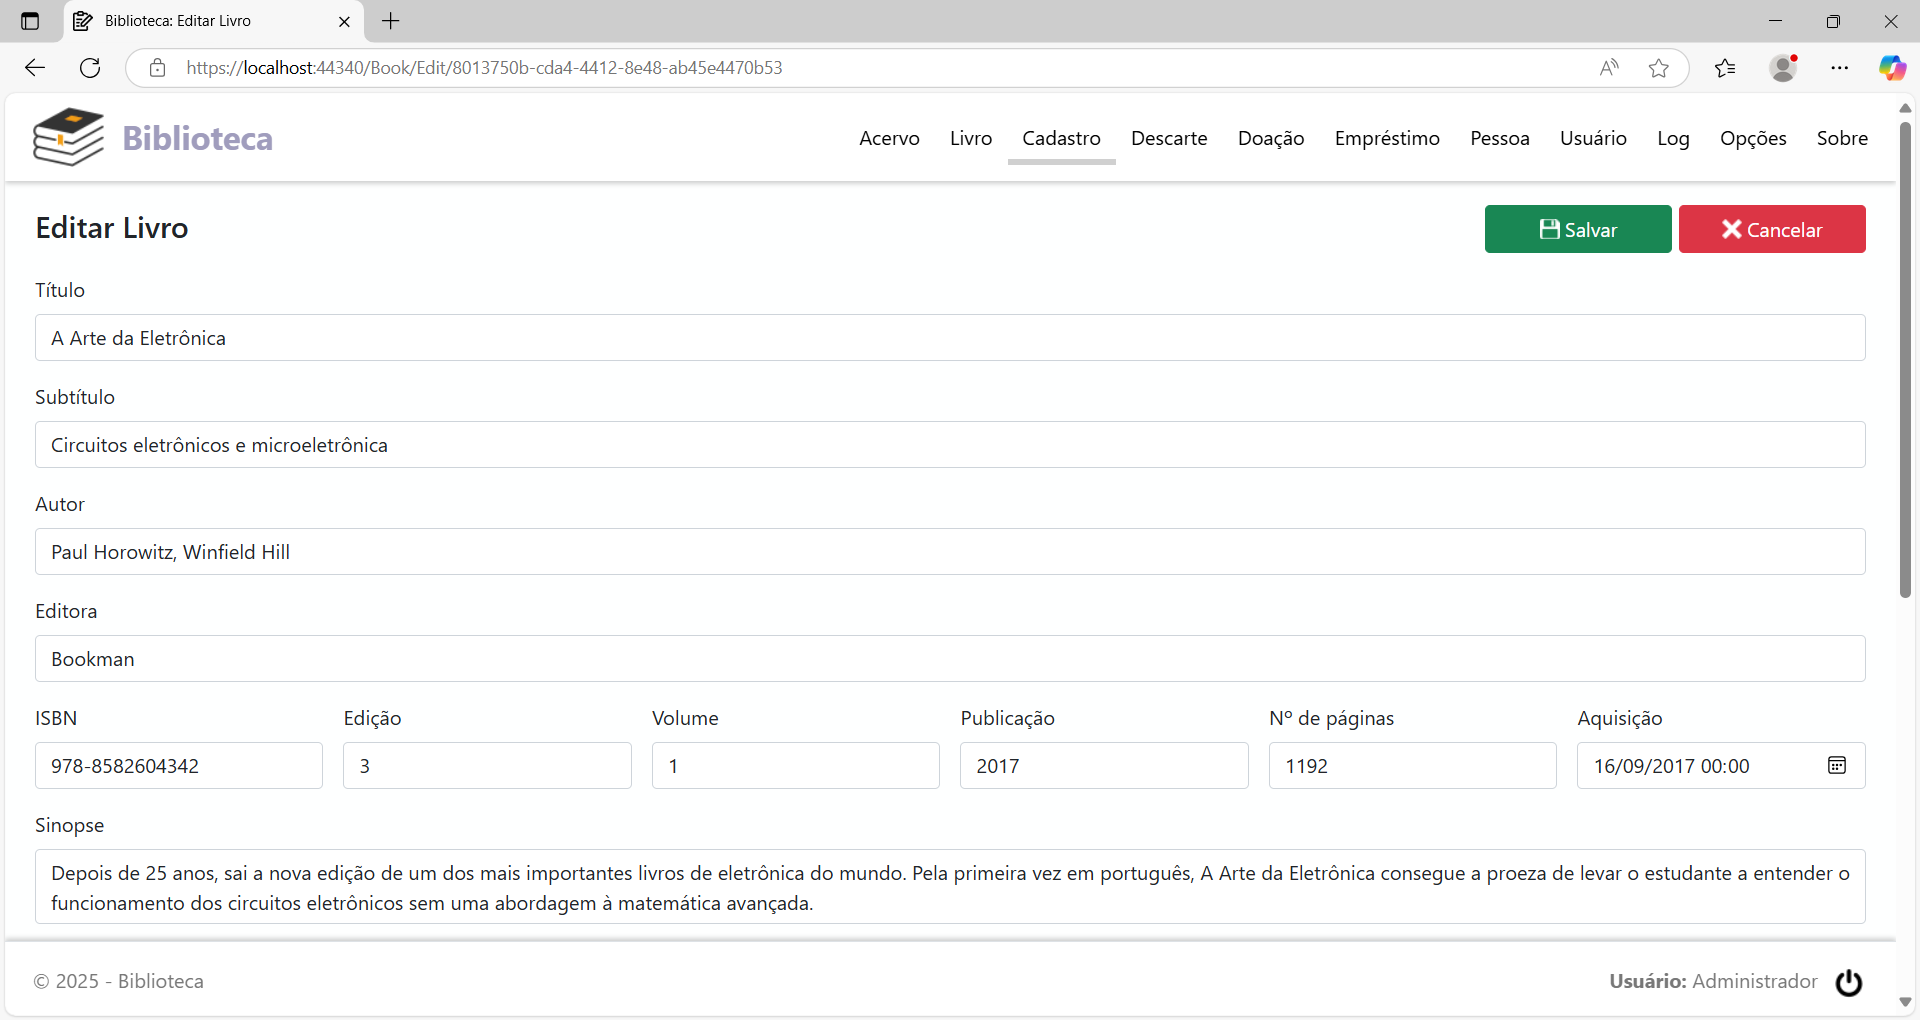 Biblioteca: Editar Livro
https://localhost:44340/Book/Edit/8013750b-cda4-4412-8e48-ab45e4470b53
Biblioteca
Acervo Livro Cadastro Descarte Doação Empréstimo Pessoa Usuário Log Opções Sobre
Editar Livro
Salvar Cancelar
Título
A Arte da Eletrônica
Subtítulo
Circuitos eletrônicos e microeletrônica
Autor
Paul Horowitz, Winfield Hill
Editora
Bookman
ISBN Edição Volume Publicação Nº de páginas Aquisição
978-8582604342 3 1 2017 1192 16/09/2017 00:00
Sinopse
Depois de 25 anos, sai a nova edição de um dos mais importantes livros de eletrônica do mundo. Pela primeira vez em português, A Arte da Eletrônica consegue a proeza de levar o estudante a entender o
funcionamento dos circuitos eletrônicos sem uma abordagem à matemática avançada.
© 2025 - Biblioteca
Usuário: Administrador